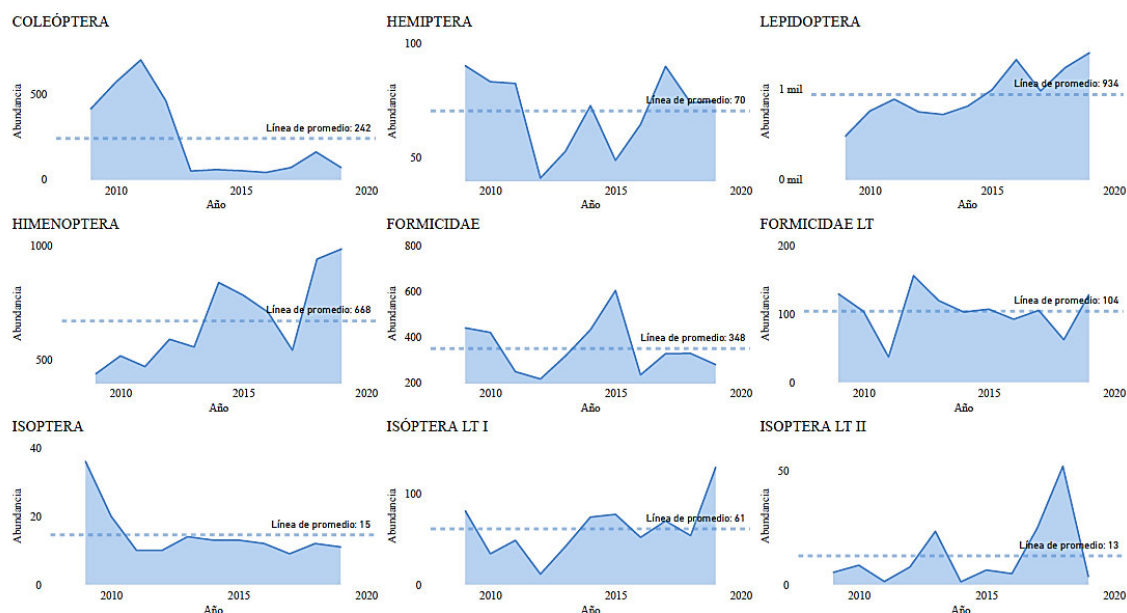 COLEÓPTERA
500
0
Abundancia
Línea de promedio: 242
2010
2015
2020
Año
HEMIPTERA
100
50
Abundancia
Línea de promedio: 70
2010
2015
2020
Año
LEPIDOPTERA
1 mil
0 mil
Abundancia
Línea de promedio: 934
2010
2015
2020
Año
HIMENOPTERA
1000
500
Abundancia
Línea de promedio: 668
2010
2015
2020
Año
FORMICIDAE
800
600
400
200
Abundancia
Línea de promedio: 348
2010
2015
2020
Año
FORMICIDAE LT
200
100
0
Abundancia
Línea de promedio: 104
2010
2015
2020
Año
ISOPTERA
40
20
0
Abundancia
Línea de promedio: 15
2010
2015
2020
Año
ISÓPTERA LT I
100
0
Abundancia
Línea de promedio: 61
2010
2015
2020
Año
ISOPTERA LT II
50
0
Abundancia
Línea de promedio: 13
2010
2015
2020
Año